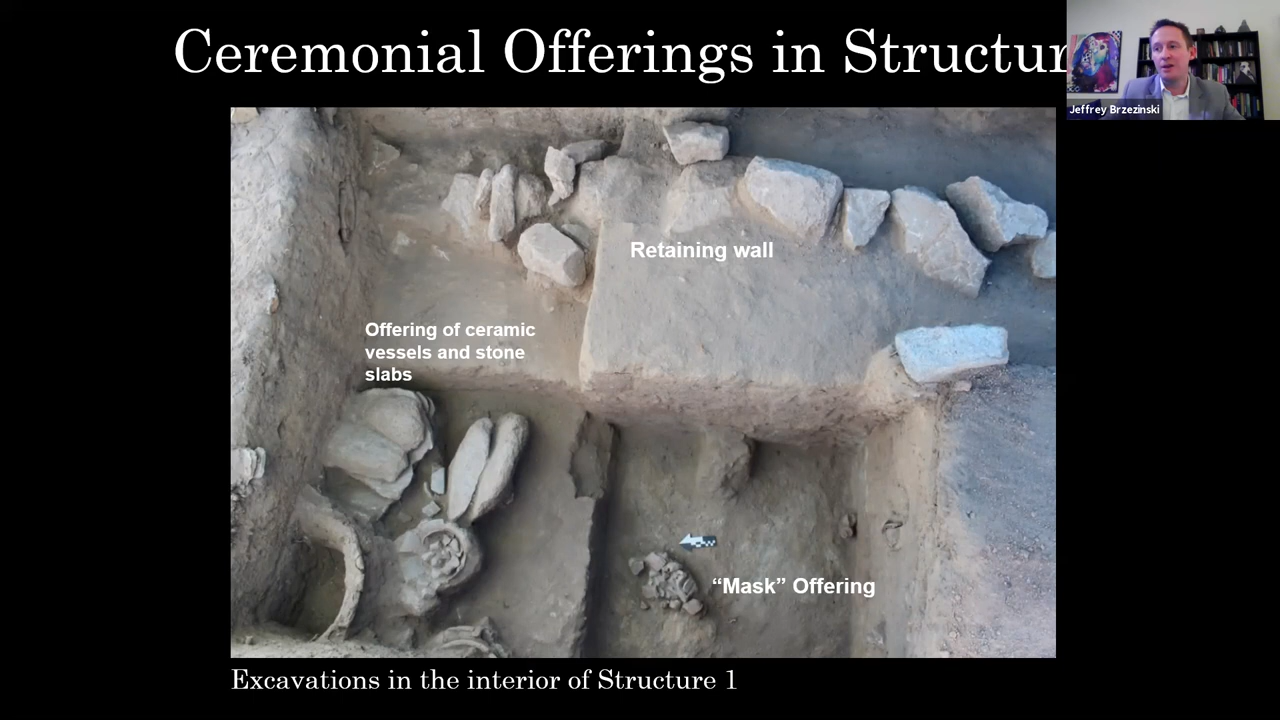 Ceremonial Offerings in Structur
Jeffrey Brzezinski
Retaining wall
Offering of ceramic
vessels and stone
slabs
“Mask” Offering
Excavations in the interior of Structure 1